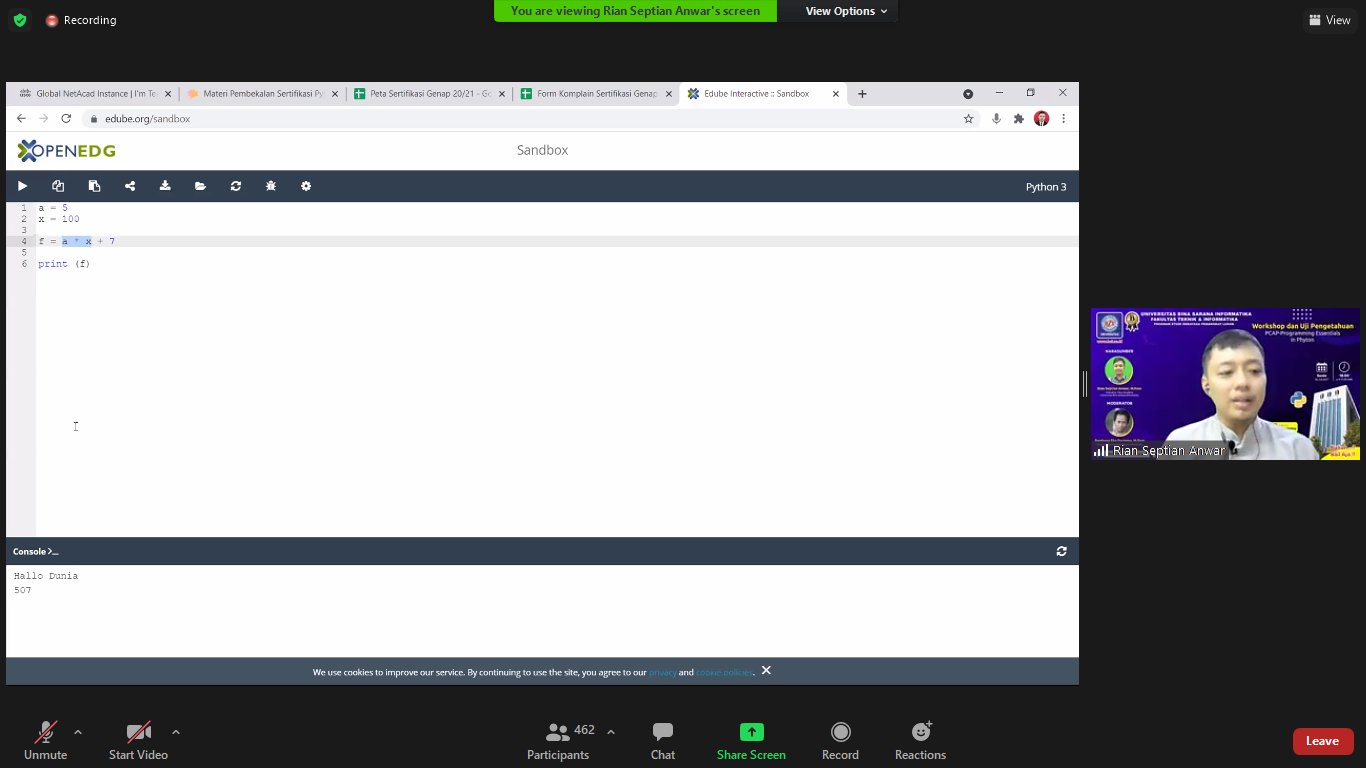 You are viewing Rian Septian Anwar's screen
View Options
Recording
View
Global NetAcad Instance | I'm Te
Materi Pembekalan Sertifikasi Py
Peta Sertifikasi Genap 20/21 - Go
Form Komplain Sertifikasi Genap
Edube Interactive :: Sandbox
edube.org/sandbox
OPENEDG
Sandbox
Python 3
1 a = 5
2 x = 100
3
4 f = a * x + 7
5
6 print (f)
Console >_
Hallo Dunia
507
We use cookies to improve our service. By continuing to use the site, you agree to our privacy and cookie policies.
UNIVERSITAS BINA SARANA INFORMATIKA
FAKULTAS TEKNIK & INFORMATIKA
Workshop dan Uji Pengetahuan
PCAP-Programming Essentials
in Phyton
NARASUMBER
MODERATOR
Rian Septian Anwar
Unmute
Start Video
462
Participants
Chat
Share Screen
Record
Reactions
Leave